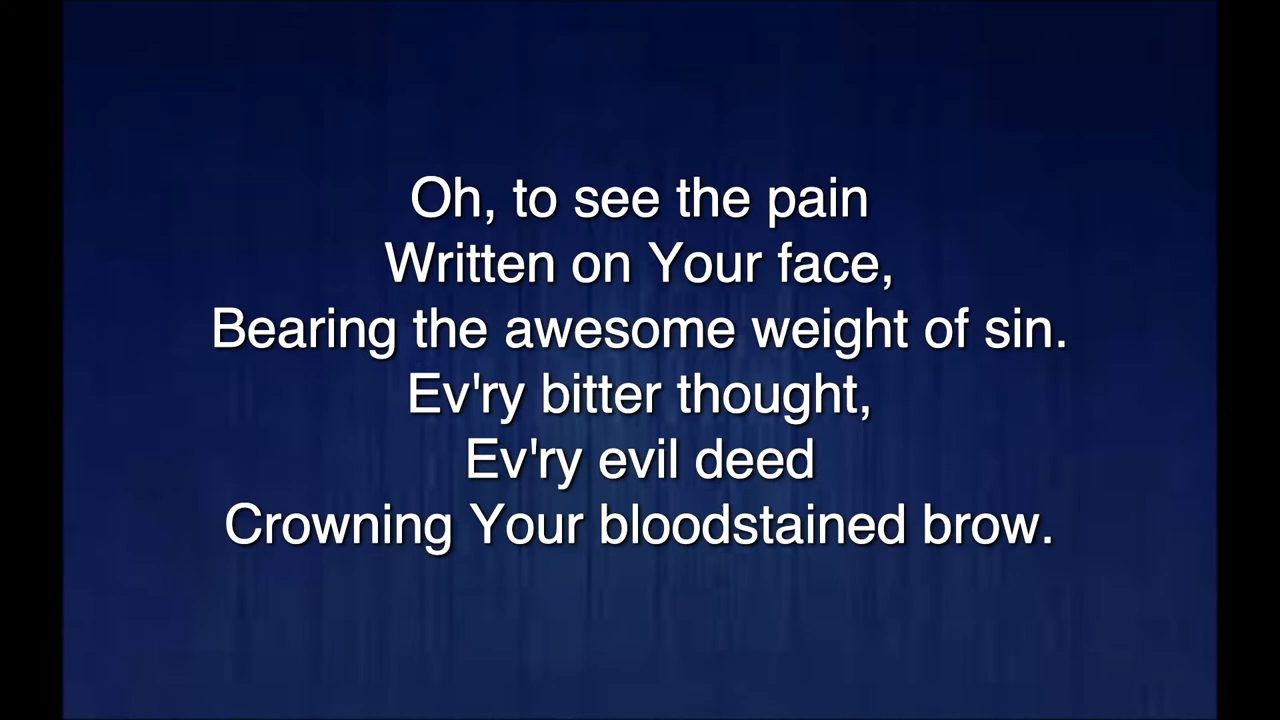 Oh, to see the pain
Written on Your face,
Bearing the awesome weight of sin.
Ev'ry bitter thought,
Ev'ry evil deed
Crowning Your bloodstained brow.